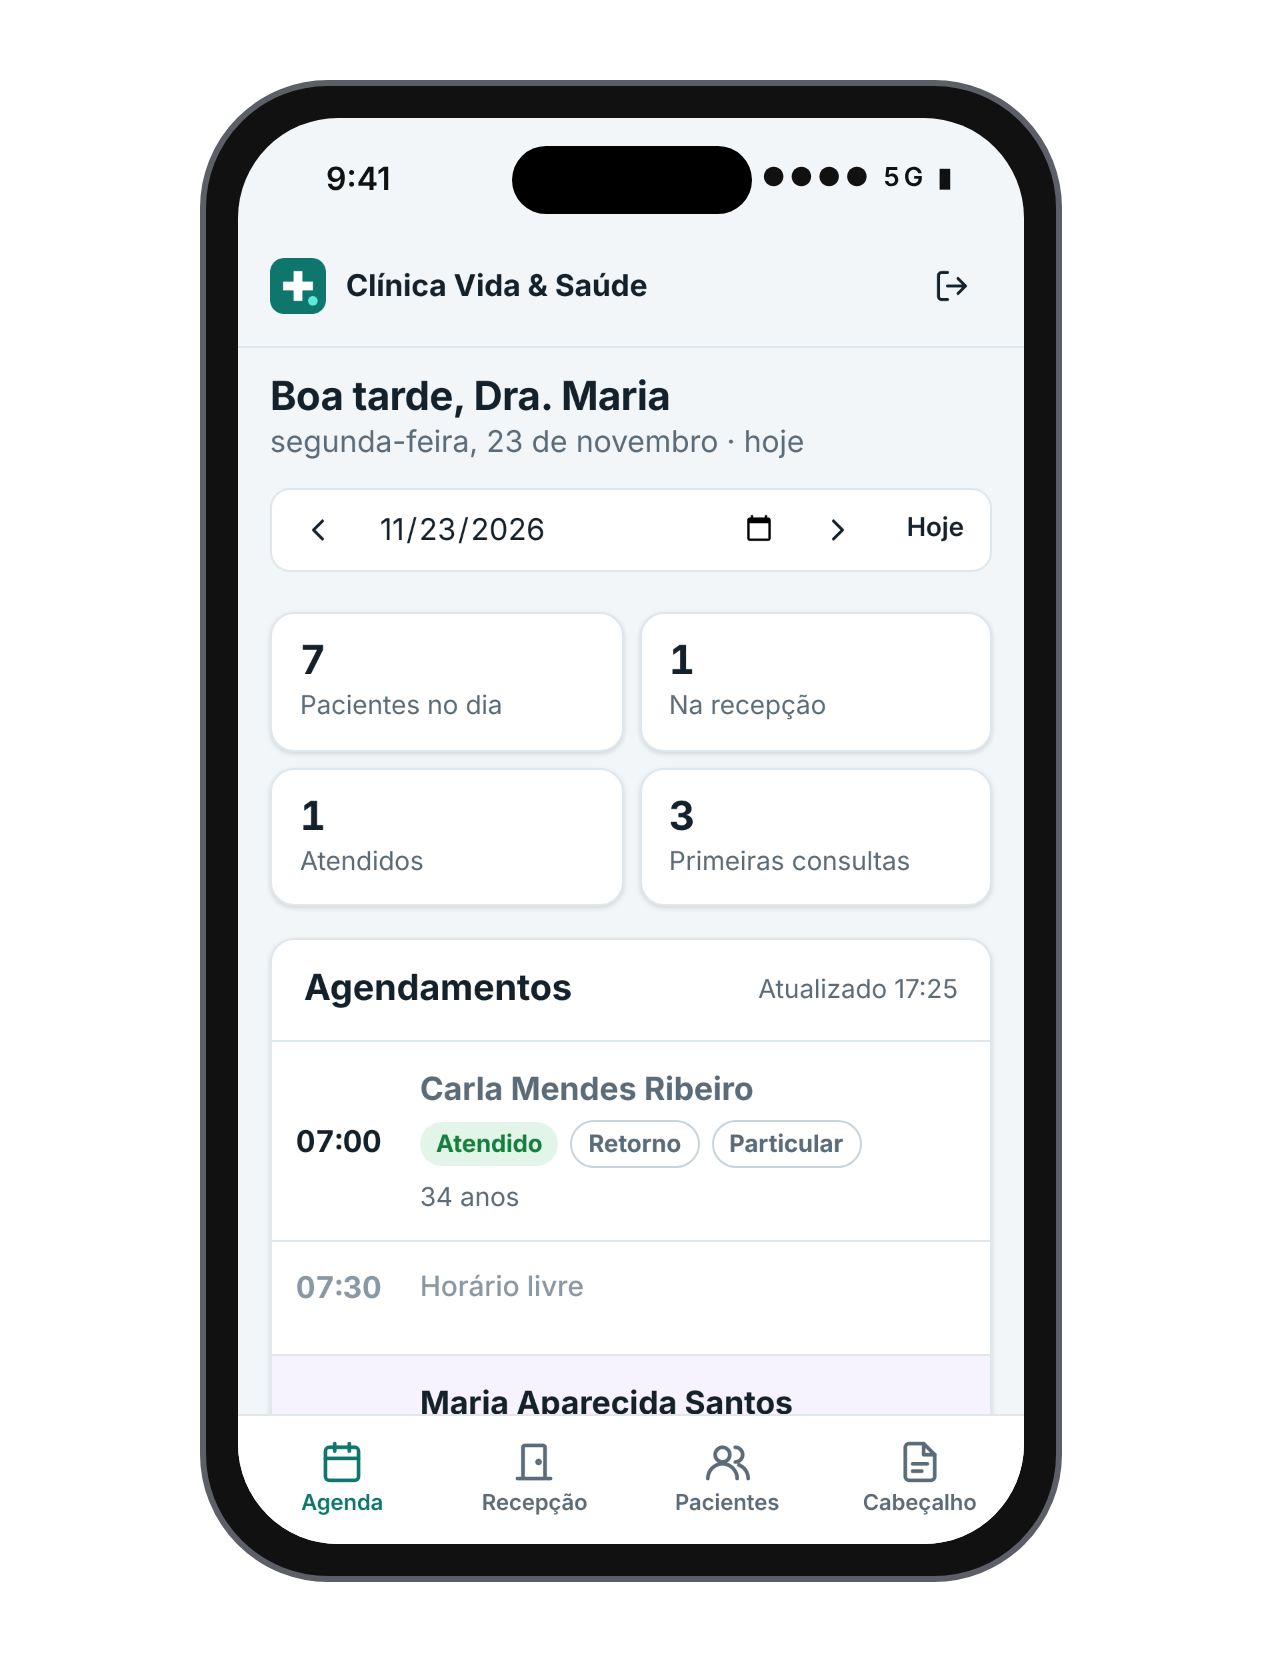 9:41 5G
Clínica Vida & Saúde
Boa tarde, Dra. Maria
segunda-feira, 23 de novembro · hoje
11/23/2026 Hoje
7 1
Pacientes no dia Na recepção
1 3
Atendidos Primeiras consultas
Agendamentos Atualizado 17:25
Carla Mendes Ribeiro
07:00 Atendido Retorno Particular
34 anos
07:30 Horário livre
Maria Aparecida Santos
Agenda Recepção Pacientes Cabeçalho